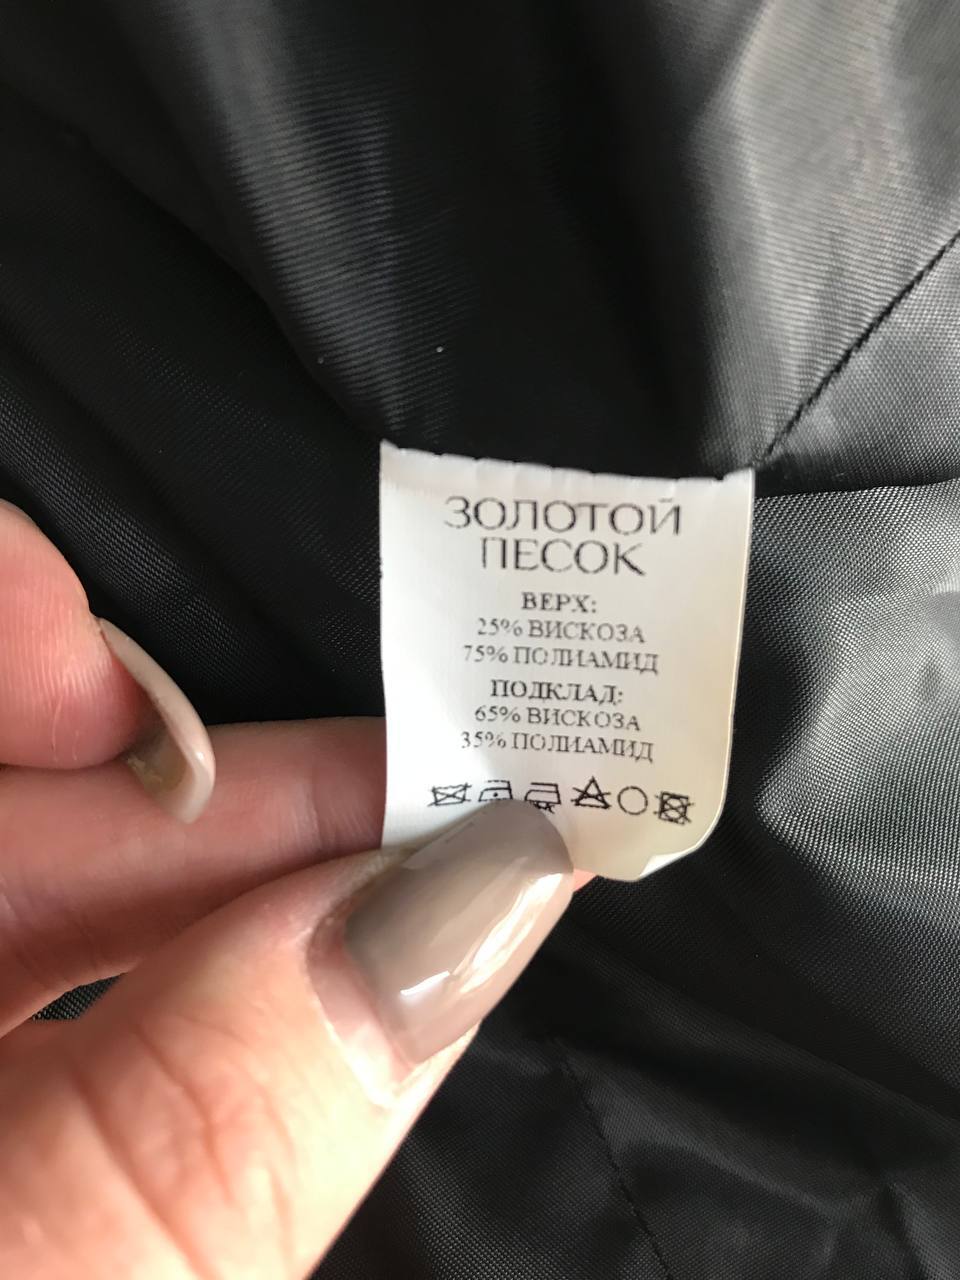 ЗОЛОТОЙ
ПЕСОК
ВЕРХ:
25% ВИСКОЗА
75% ПОЛИАМИД
ПОДКЛАД:
65% ВИСКОЗА
35% ПОЛИАМИД